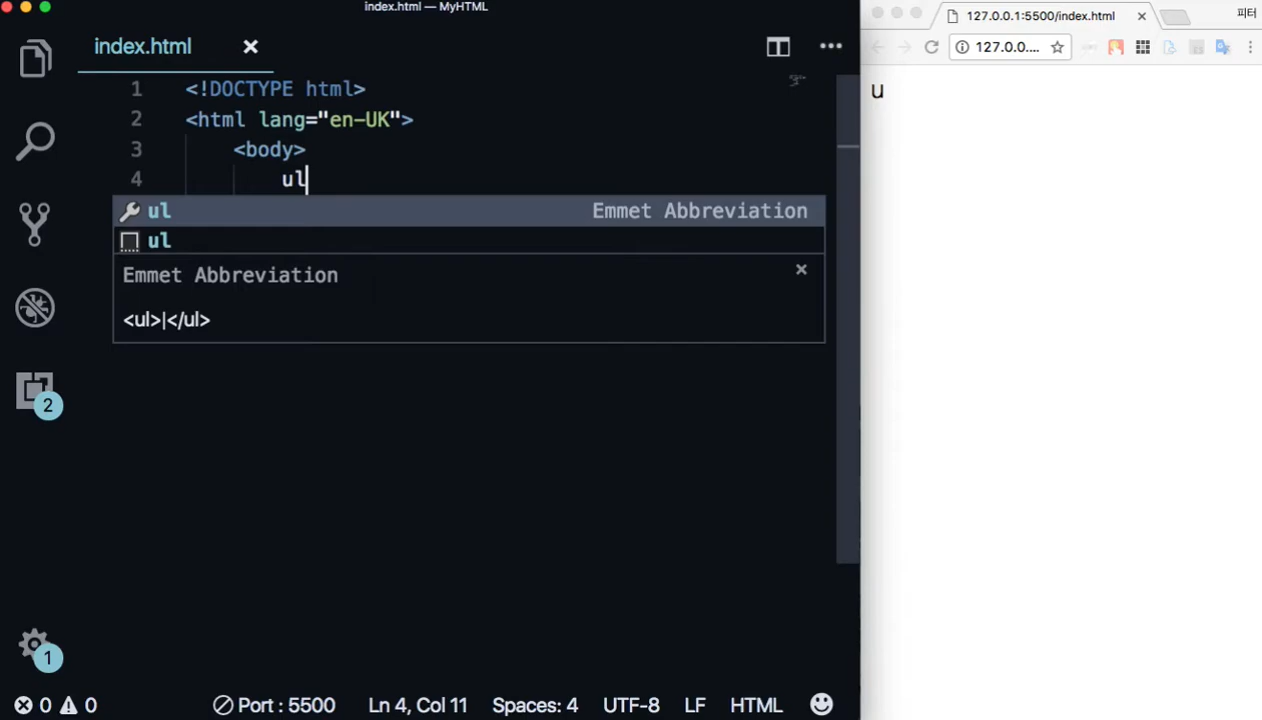 index.html — MyHTML
index.html
1 <!DOCTYPE html>
2 <html lang="en-UK">
3 <body>
4 ul
ul Emmet Abbreviation
ul
Emmet Abbreviation
<ul>|</ul>
2
1
0 0 Port : 5500 Ln 4, Col 11 Spaces: 4 UTF-8 LF HTML
127.0.0.1:5500/index.html
피터
127.0.0....
u